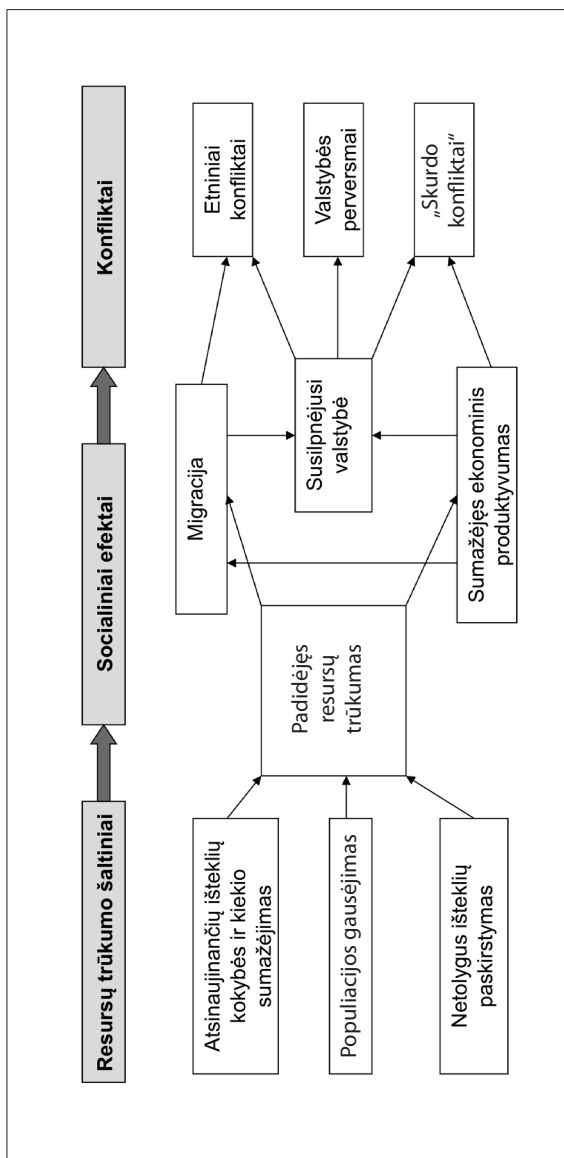 Resursų trūkumo šaltiniai
Socialiniai efektai
Konfliktai
Atsinaujinančių išteklių
kokybės ir kiekio
sumažėjimas
Populiacijos gausėjimas
Netolygus išteklių
paskirstymas
Padidėjęs
resursų
trūkumas
Migracija
Susilpnėjusi
valstybė
Sumažėjęs ekonominis
produktyvumas
Etniniai
konfliktai
Valstybės
perversmai
„Skurdo
konfliktai“